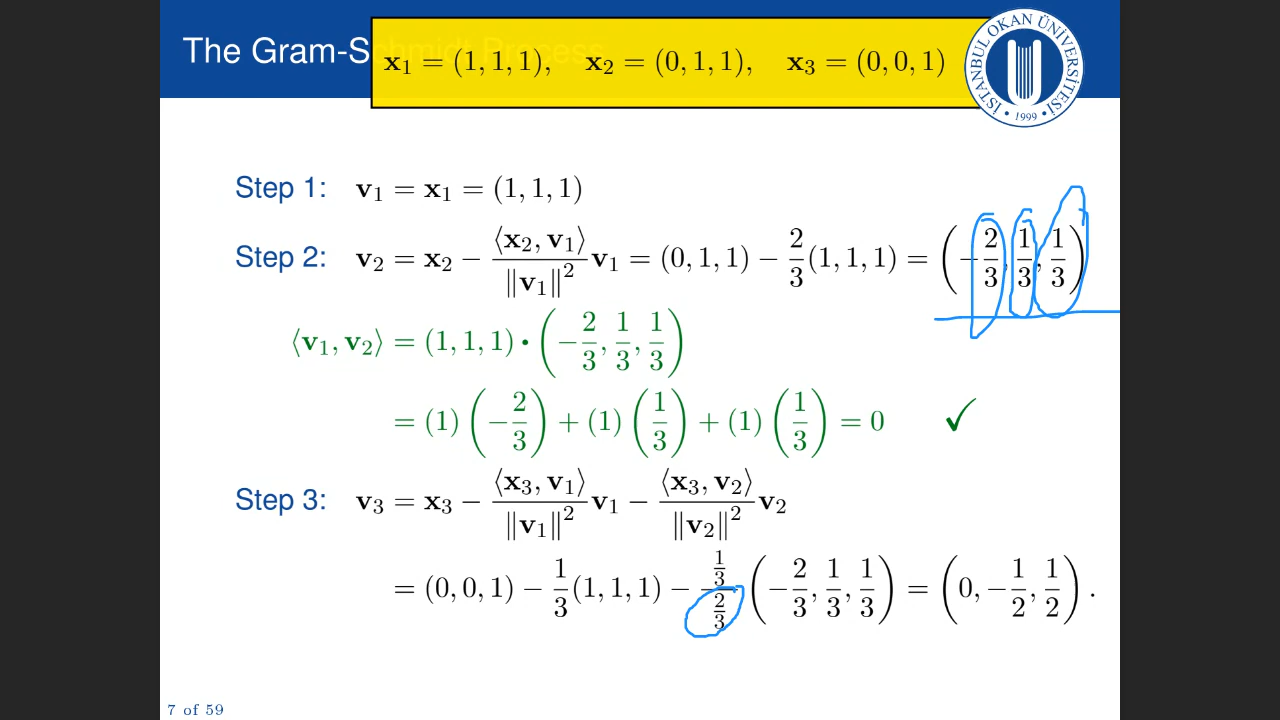 The Gram-Schmidt Process
x₁ = (1, 1, 1), x₂ = (0, 1, 1), x₃ = (0, 0, 1)
İSTANBUL OKAN ÜNİVERSİTESİ • 1999 •
Step 1: v₁ = x₁ = (1, 1, 1)
Step 2: v₂ = x₂ − ⟨x₂, v₁⟩/‖v₁‖² v₁ = (0, 1, 1) − 2/3 (1, 1, 1) = (−2/3, 1/3, 1/3)
⟨v₁, v₂⟩ = (1, 1, 1) • (−2/3, 1/3, 1/3)
= (1)(−2/3) + (1)(1/3) + (1)(1/3) = 0 ✓
Step 3: v₃ = x₃ − ⟨x₃, v₁⟩/‖v₁‖² v₁ − ⟨x₃, v₂⟩/‖v₂‖² v₂
= (0, 0, 1) − 1/3 (1, 1, 1) − (1/3)/(2/3) (−2/3, 1/3, 1/3) = (0, −1/2, 1/2).
7 of 59